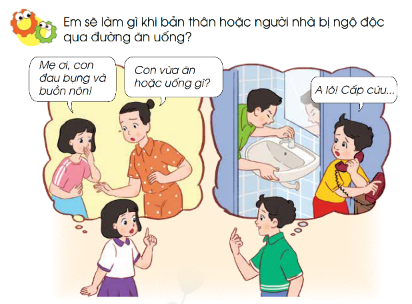 Em sẽ làm gì khi bản thân hoặc người nhà bị ngộ độc
qua đường ăn uống?
Mẹ ơi, con
đau bụng và
buồn nôn!
Con vừa ăn
hoặc uống gì?
A lô! Cấp cứu...